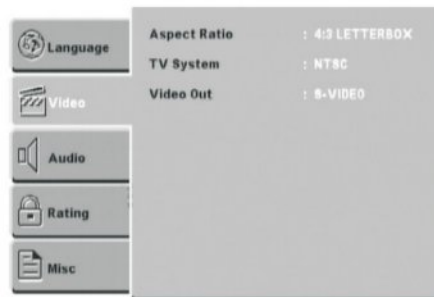 Language
Video
Audio
Rating
Misc
Aspect Ratio : 4:3 LETTERBOX
TV System : NTSC
Video Out : S-VIDEO